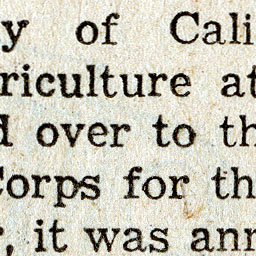 y of Cali
riculture at
d over to th
Corps for th
, it was ann